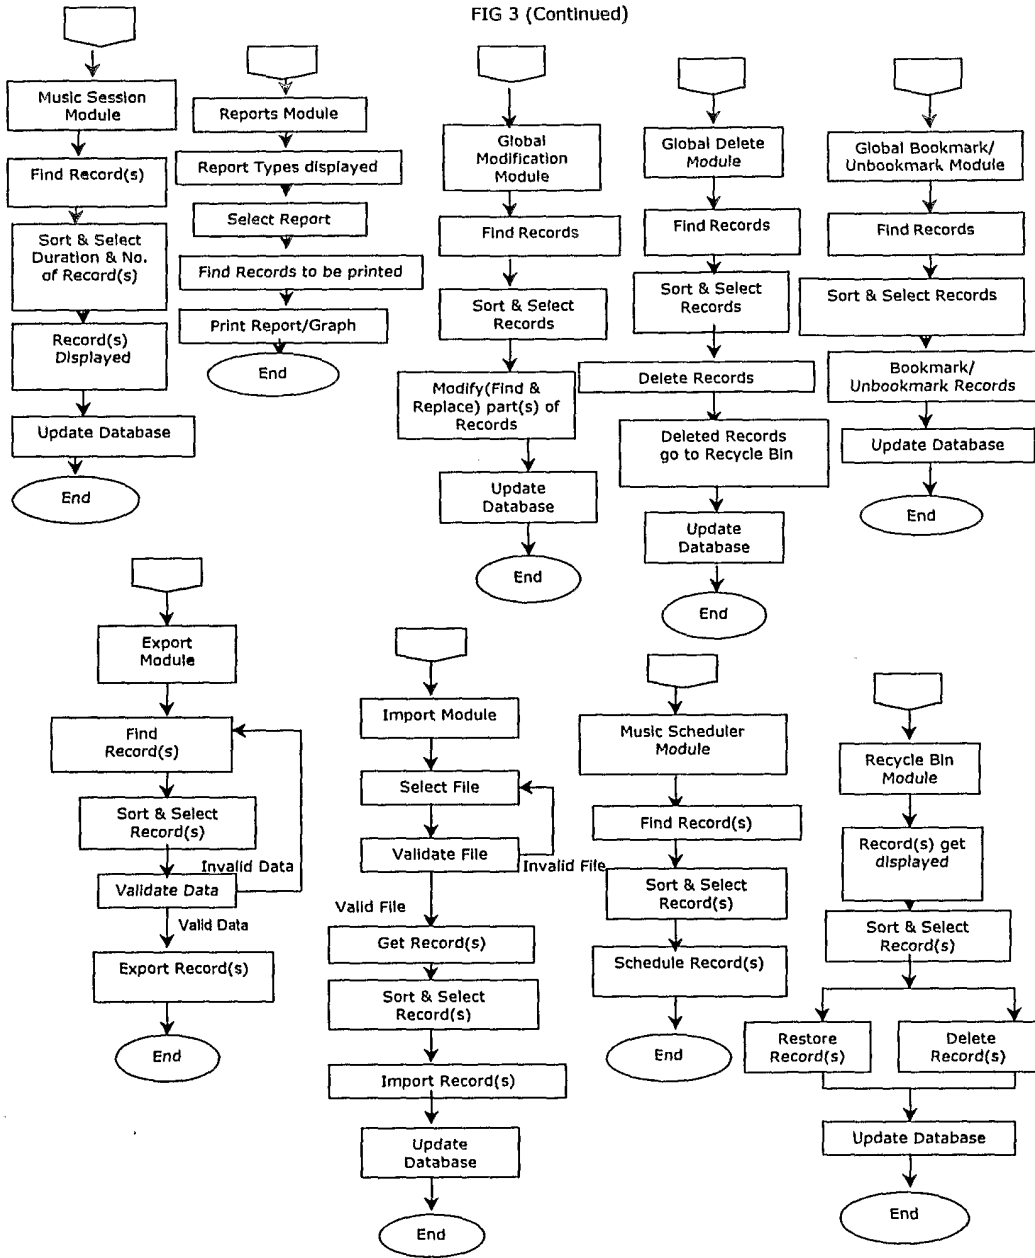 FIG 3 (Continued)
Music Session
Module
Find Record(s)
Sort & Select
Duration & No.
of Record(s)
Record(s)
Displayed
Update Database
End
Reports Module
Report Types displayed
Select Report
Find Records to be printed
Print Report/Graph
End
Global
Modification
Module
Find Records
Sort & Select
Records
Modify(Find &
Replace) part(s) of
Records
Update
Database
End
Global Delete
Module
Find Records
Sort & Select
Records
Delete Records
Deleted Records
go to Recycle Bin
Update
Database
End
Global Bookmark/
Unbookmark Module
Find Records
Sort & Select Records
Bookmark/
Unbookmark Records
Update Database
End
Export
Module
Find
Record(s)
Sort & Select
Record(s)
Invalid Data
Validate Data
Valid Data
Export Record(s)
End
Import Module
Select File
Validate File
Invalid File
Valid File
Get Record(s)
Sort & Select
Record(s)
Import Record(s)
Update
Database
End
Music Scheduler
Module
Find Record(s)
Sort & Select
Record(s)
Schedule Record(s)
End
Recycle Bin
Module
Record(s) get
displayed
Sort & Select
Record(s)
Restore
Record(s)
Delete
Record(s)
Update Database
End